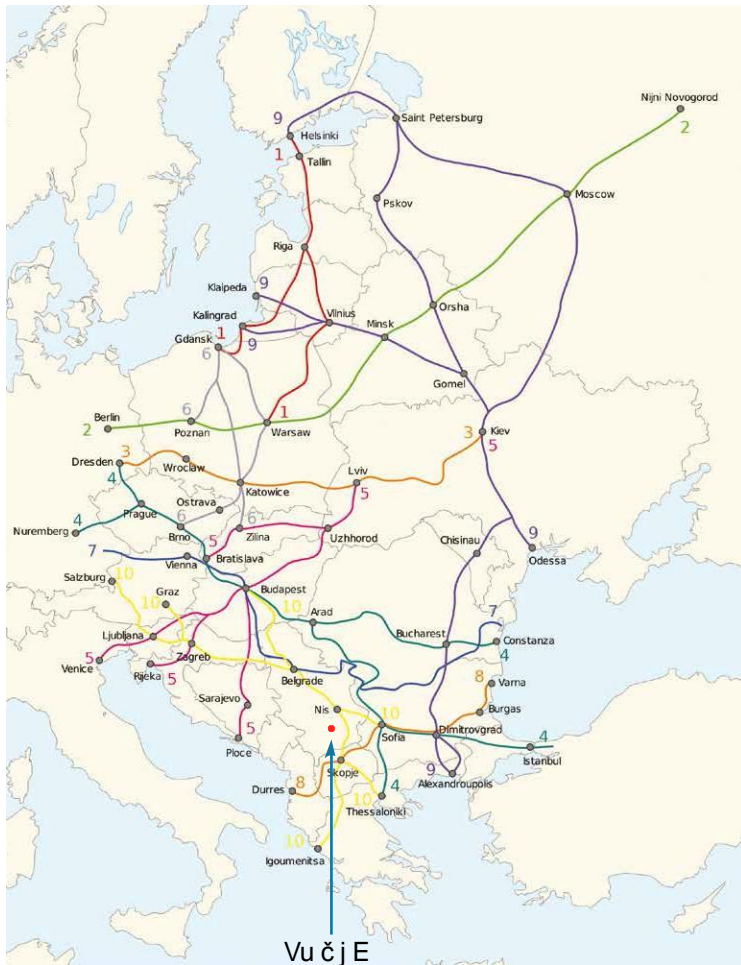 Nijni Novogorod
2
9
Saint Petersburg
Helsinki
1
Tallin
Moscow
Pskov
Riga
Klaipeda
9
Kalingrad
Vilnius
Orsha
Minsk
Gdansk
1
6
9
Gomel
Berlin
2
6
Poznan
1
Warsaw
3
Kiev
5
Dresden
3
4
Wroclaw
Lviv
5
Katowice
Ostrava
Prague
4
Nuremberg
6
Brno
6
Zilina
Uzhhorod
5
Bratislava
Chisinau
9
Odessa
7
Vienna
Salzburg
10
Graz
10
Budapest
10
Arad
7
Ljubljana
Bucharest
Constanza
4
Zagreb
Venice
5
Rijeka
5
Belgrade
8
Varna
Sarajevo
Nis
10
Burgas
Sofia
Dimitrovgrad
5
Ploce
4
Istanbul
Skopje
9
Alexandroupolis
Durres
8
10
4
Thessaloniki
10
Igoumenitsa
Vu č j E